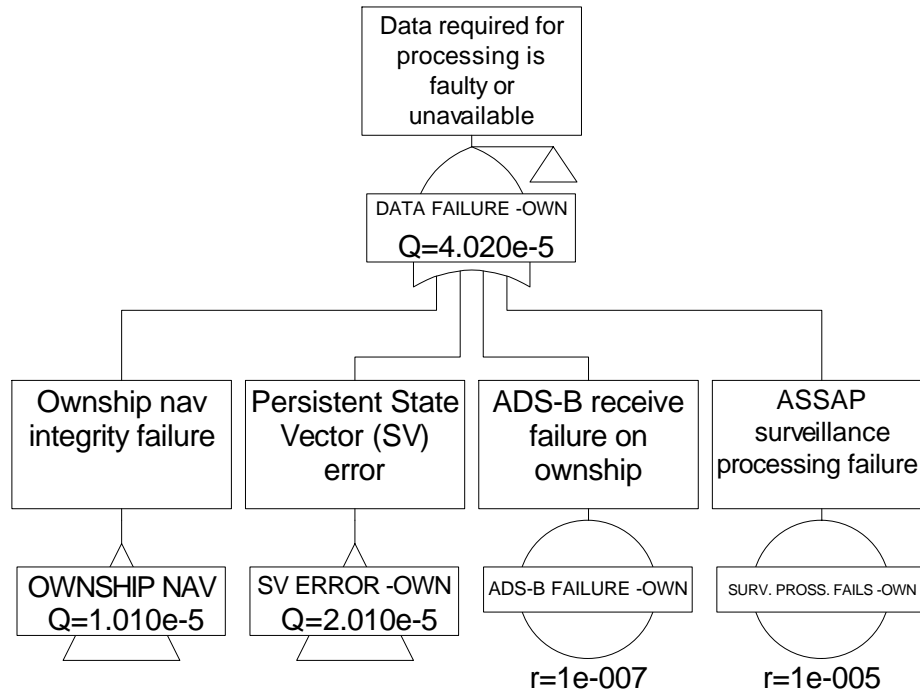 Data required for
processing is
faulty or
unavailable
DATA FAILURE -OWN
Q=4.020e-5
Ownship nav
integrity failure
Persistent State
Vector (SV)
error
ADS-B receive
failure on
ownship
ASSAP
surveillance
processing failure
OWNSHIP NAV
Q=1.010e-5
SV ERROR -OWN
Q=2.010e-5
ADS-B FAILURE -OWN
r=1e-007
SURV. PROSS. FAILS -OWN
r=1e-005